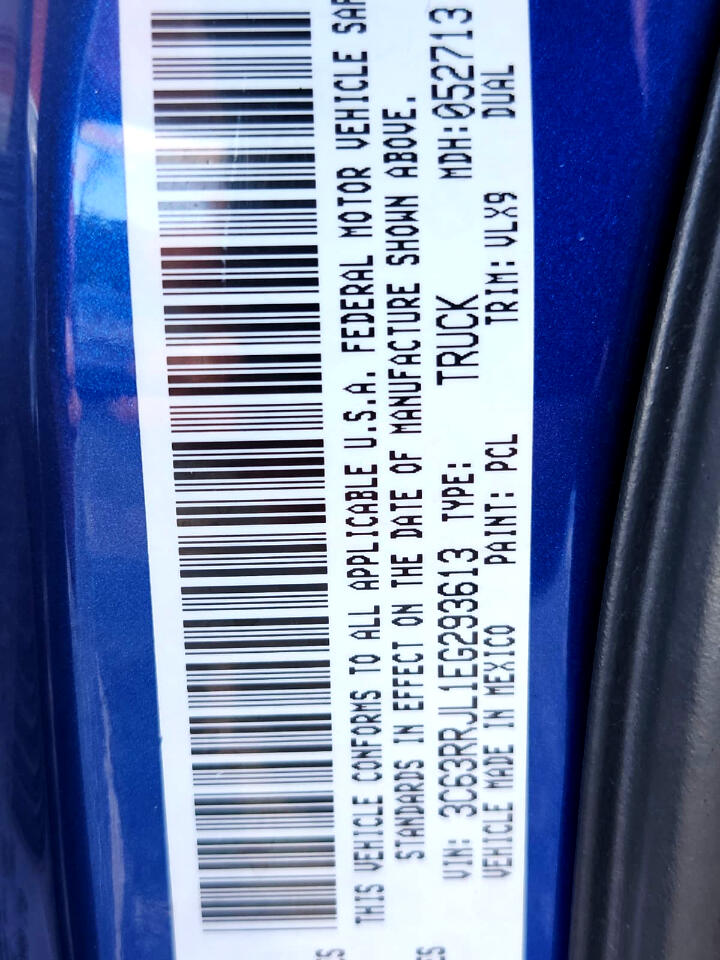 THIS VEHICLE CONFORMS TO ALL APPLICABLE U.S.A. FEDERAL MOTOR VEHICLE SAF
STANDARDS IN EFFECT ON THE DATE OF MANUFACTURE SHOWN ABOVE.
VIN: 3C63RRJL1EG293613 TYPE: TRUCK MDH:052713
VEHICLE MADE IN MEXICO PAINT: PCL TRIM: VLX9 DUAL